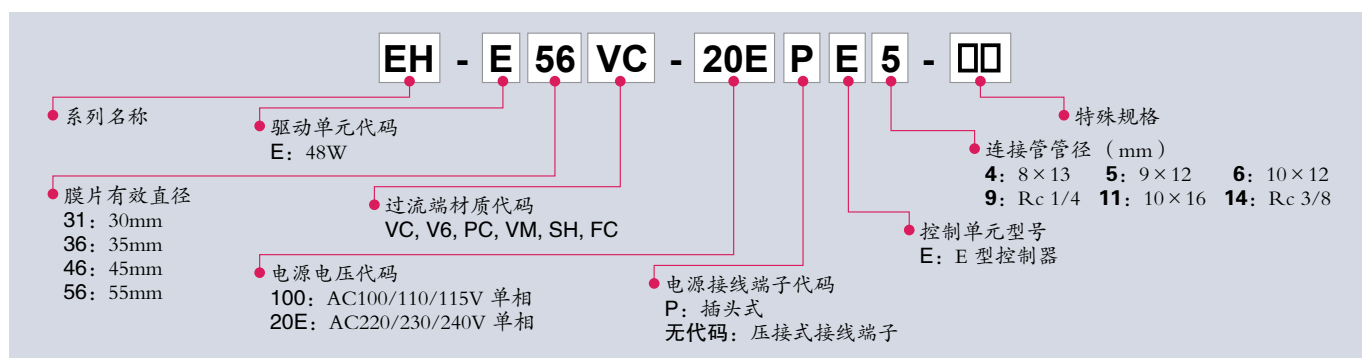 EH - E 56 VC - 20E P E 5 - □□
系列名称
驱动单元代码
E：48W
膜片有效直径
31：30mm
36：35mm
46：45mm
56：55mm
过流端材质代码
VC, V6, PC, VM, SH, FC
电源电压代码
100：AC100/110/115V 单相
20E：AC220/230/240V 单相
电源接线端子代码
P：插头式
无代码：压接式接线端子
控制单元型号
E：E 型控制器
连接管管径（mm）
4：8×13 5：9×12 6：10×12
9：Rc 1/4 11：10×16 14：Rc 3/8
特殊规格